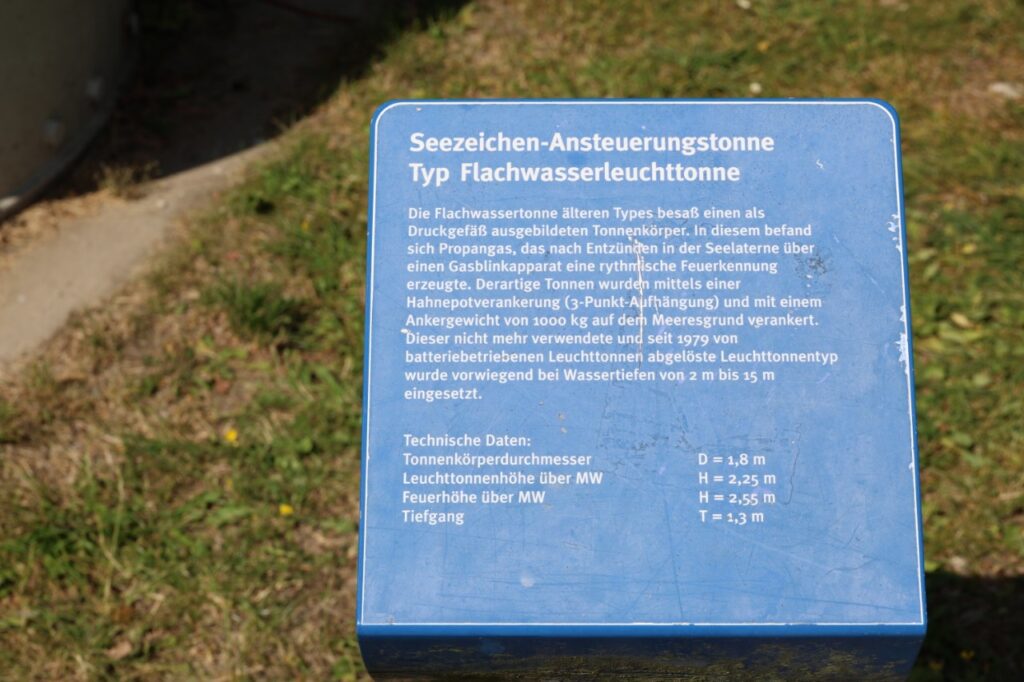 Seezeichen-Ansteuerungstonne
Typ Flachwasserleuchttonne
Die Flachwassertonne älteren Types besaß einen als
Druckgefäß ausgebildeten Tonnenkörper. In diesem befand
sich Propangas, das nach Entzünden in der Seelaterne über
einen Gasblinkapparat eine rythmische Feuerkennung
erzeugte. Derartige Tonnen wurden mittels einer
Hahnepotverankerung (3-Punkt-Aufhängung) und mit einem
Ankergewicht von 1000 kg auf dem Meeresgrund verankert.
Dieser nicht mehr verwendete und seit 1979 von
batteriebetriebenen Leuchttonnen abgelöste Leuchttonnentyp
wurde vorwiegend bei Wassertiefen von 2 m bis 15 m
eingesetzt.
Technische Daten:
Tonnenkörperdurchmesser D = 1,8 m
Leuchttonnenhöhe über MW H = 2,25 m
Feuerhöhe über MW H = 2,55 m
Tiefgang T = 1,3 m